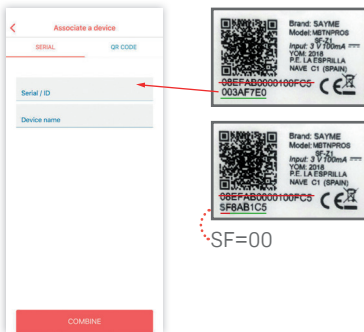 Associate a device
SERIAL
QR CODE
Serial / ID
Device name
COMBINE
Brand: SAYME
Model: MBTNPROS
SF-Z1
Input: 3 V 100mA
YOM: 2018
P.E. LA ESPRILLA
NAVE C1 (SPAIN)
08EFAB0000100FC5
003AF7E0
CE
Brand: SAYME
Model: MBTNPROS
SF-Z1
Input: 3 V 100mA
YOM: 2018
P.E. LA ESPRILLA
NAVE C1 (SPAIN)
08EFAB0000100FC5
SF8AB1C5
CE
SF=00